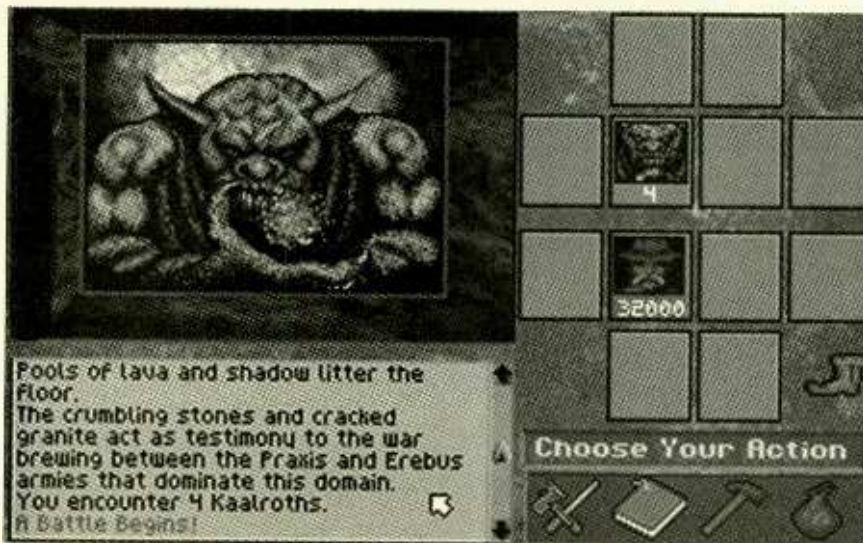 4
32000
Pools of lava and shadow litter the
floor.
The crumbling stones and cracked
granite act as testimony to the war
brewing between the Praxis and Erebus
armies that dominate this domain.
You encounter 4 Kaalroths.
A Battle Begins!
Choose Your Action